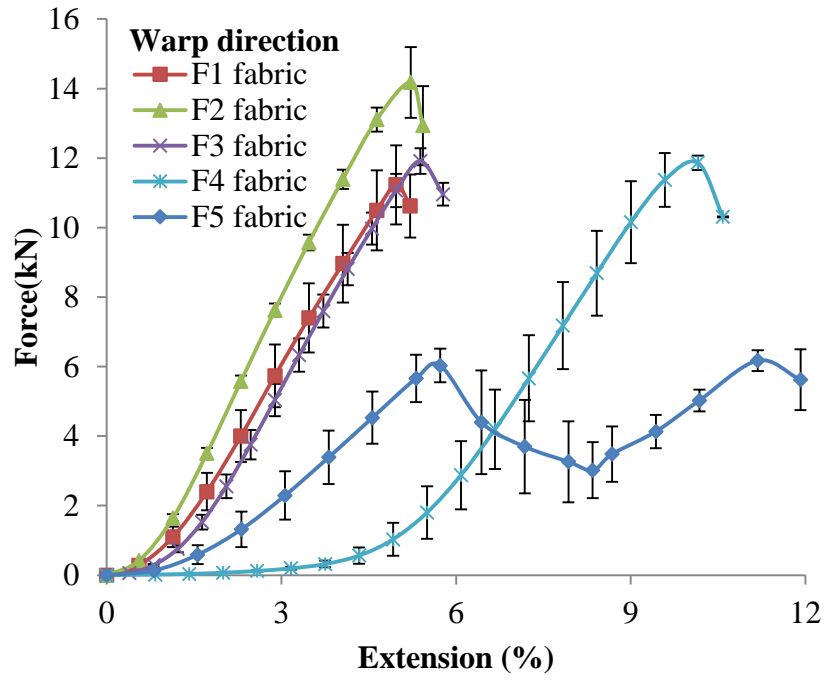 16
14
12
10
8
6
4
2
0
Force(kN)
Warp direction
F1 fabric
F2 fabric
F3 fabric
F4 fabric
F5 fabric
0 3 6 9 12
Extension (%)